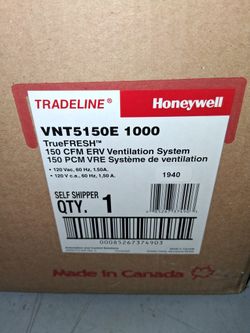 TRADELINE® Honeywell
VNT5150E 1000
TrueFRESH™
150 CFM ERV Ventilation System
150 PCM VRE Système de ventilation
• 120 Vac, 60 Hz, 1.50A.
• 120 V c.a., 60 Hz, 1,50 A.
1940
SELF SHIPPER
QTY. 1
00085267374903
Made in Canada